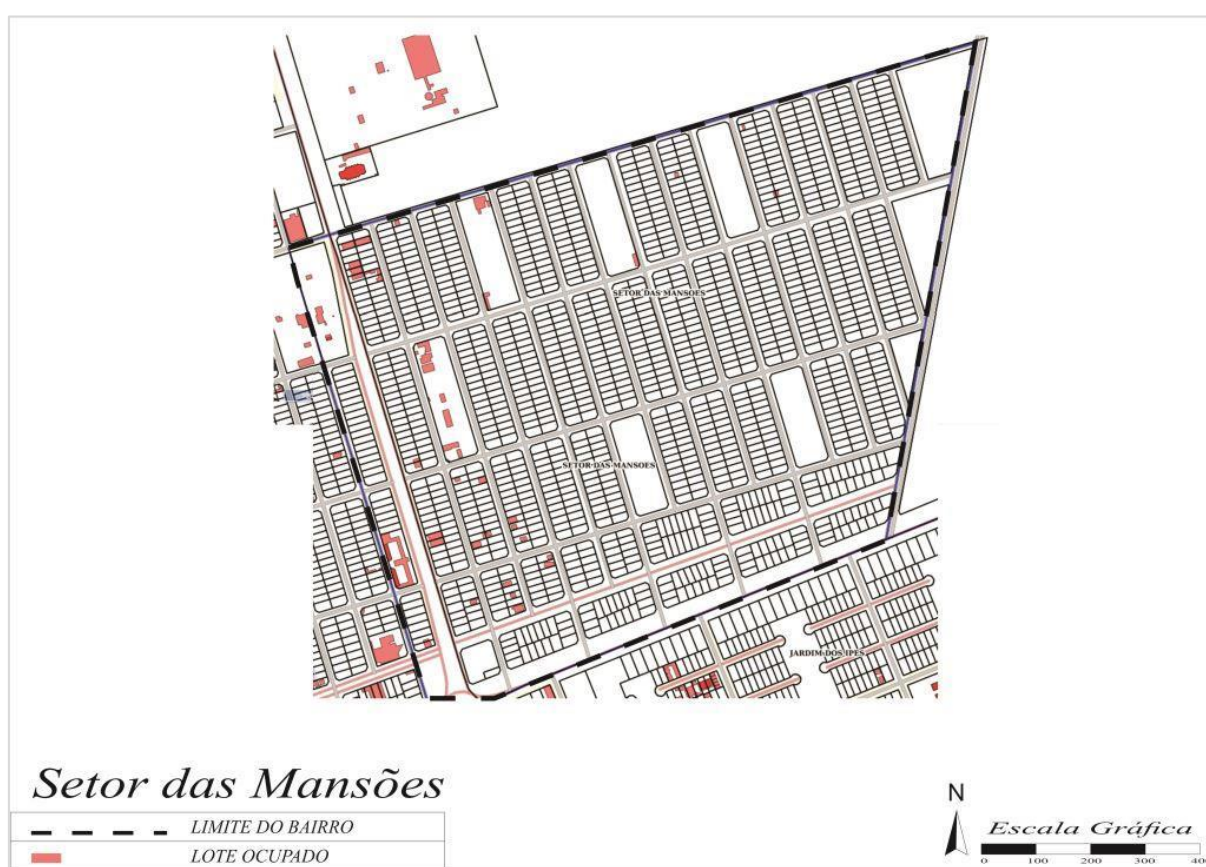 SETOR DAS MANSOES
SETOR DAS MANSOES
JARDIM DOS IPES
Setor das Mansões
LIMITE DO BAIRRO
LOTE OCUPADO
N
Escala Gráfica
0 100 200 300 400